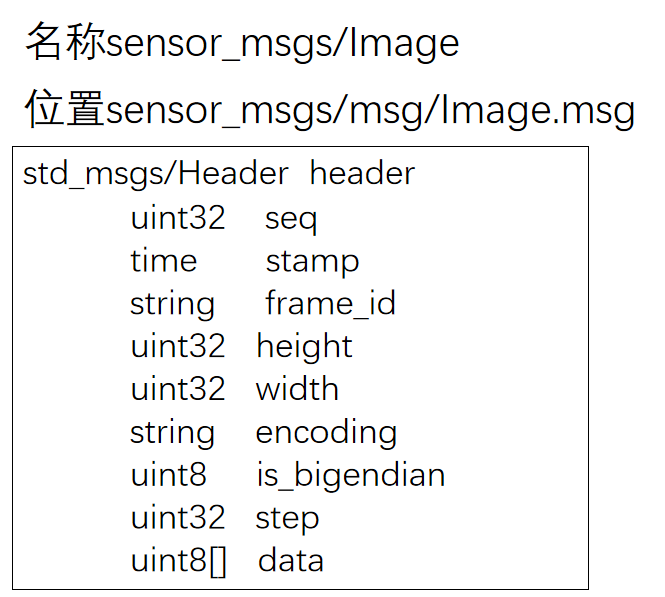 名称sensor_msgs/Image
位置sensor_msgs/msg/Image.msg
std_msgs/Header header
uint32 seq
time stamp
string frame_id
uint32 height
uint32 width
string encoding
uint8 is_bigendian
uint32 step
uint8[] data